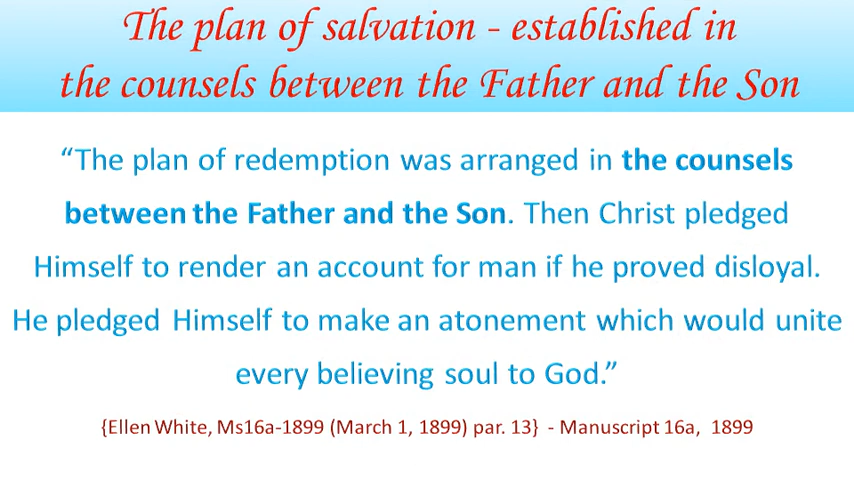 The plan of salvation - established in
the counsels between the Father and the Son
“The plan of redemption was arranged in the counsels
between the Father and the Son. Then Christ pledged
Himself to render an account for man if he proved disloyal.
He pledged Himself to make an atonement which would unite
every believing soul to God.”
{Ellen White, Ms16a-1899 (March 1, 1899) par. 13} - Manuscript 16a, 1899